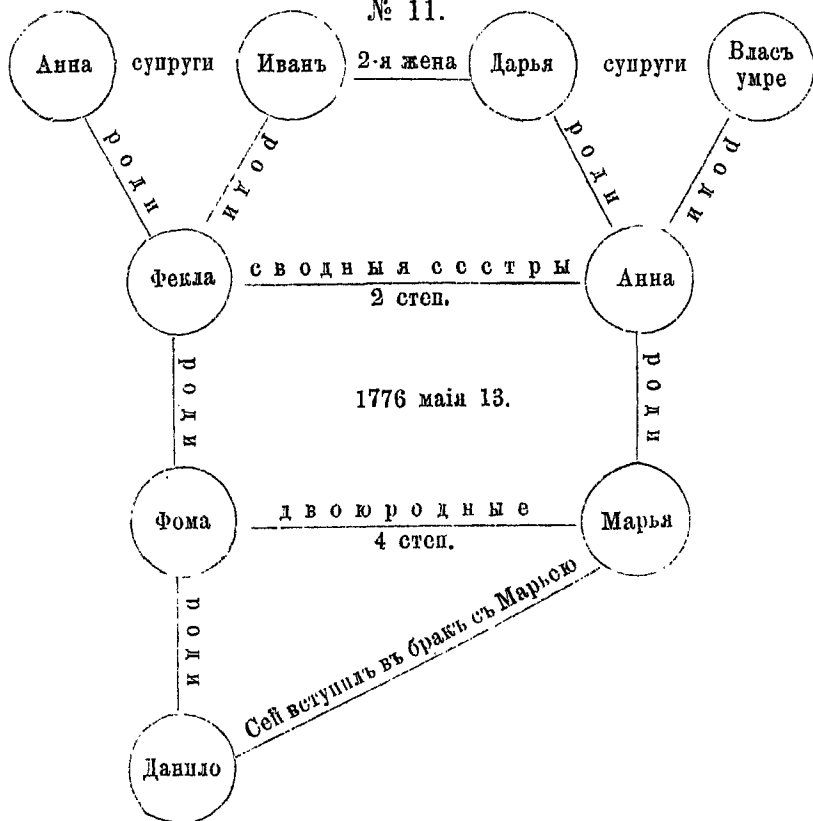 № 11.
Анна супруги Иванъ 2-я жена Дарья супруги Власъ
умре
роди роди роди роди
Фекла сводныя сестры Анна
2 степ.
роди роди
1776 маія 13.
Фома двоюродные Марья
4 степ.
роди
Сей вступилъ въ бракъ съ Марьею
Данило